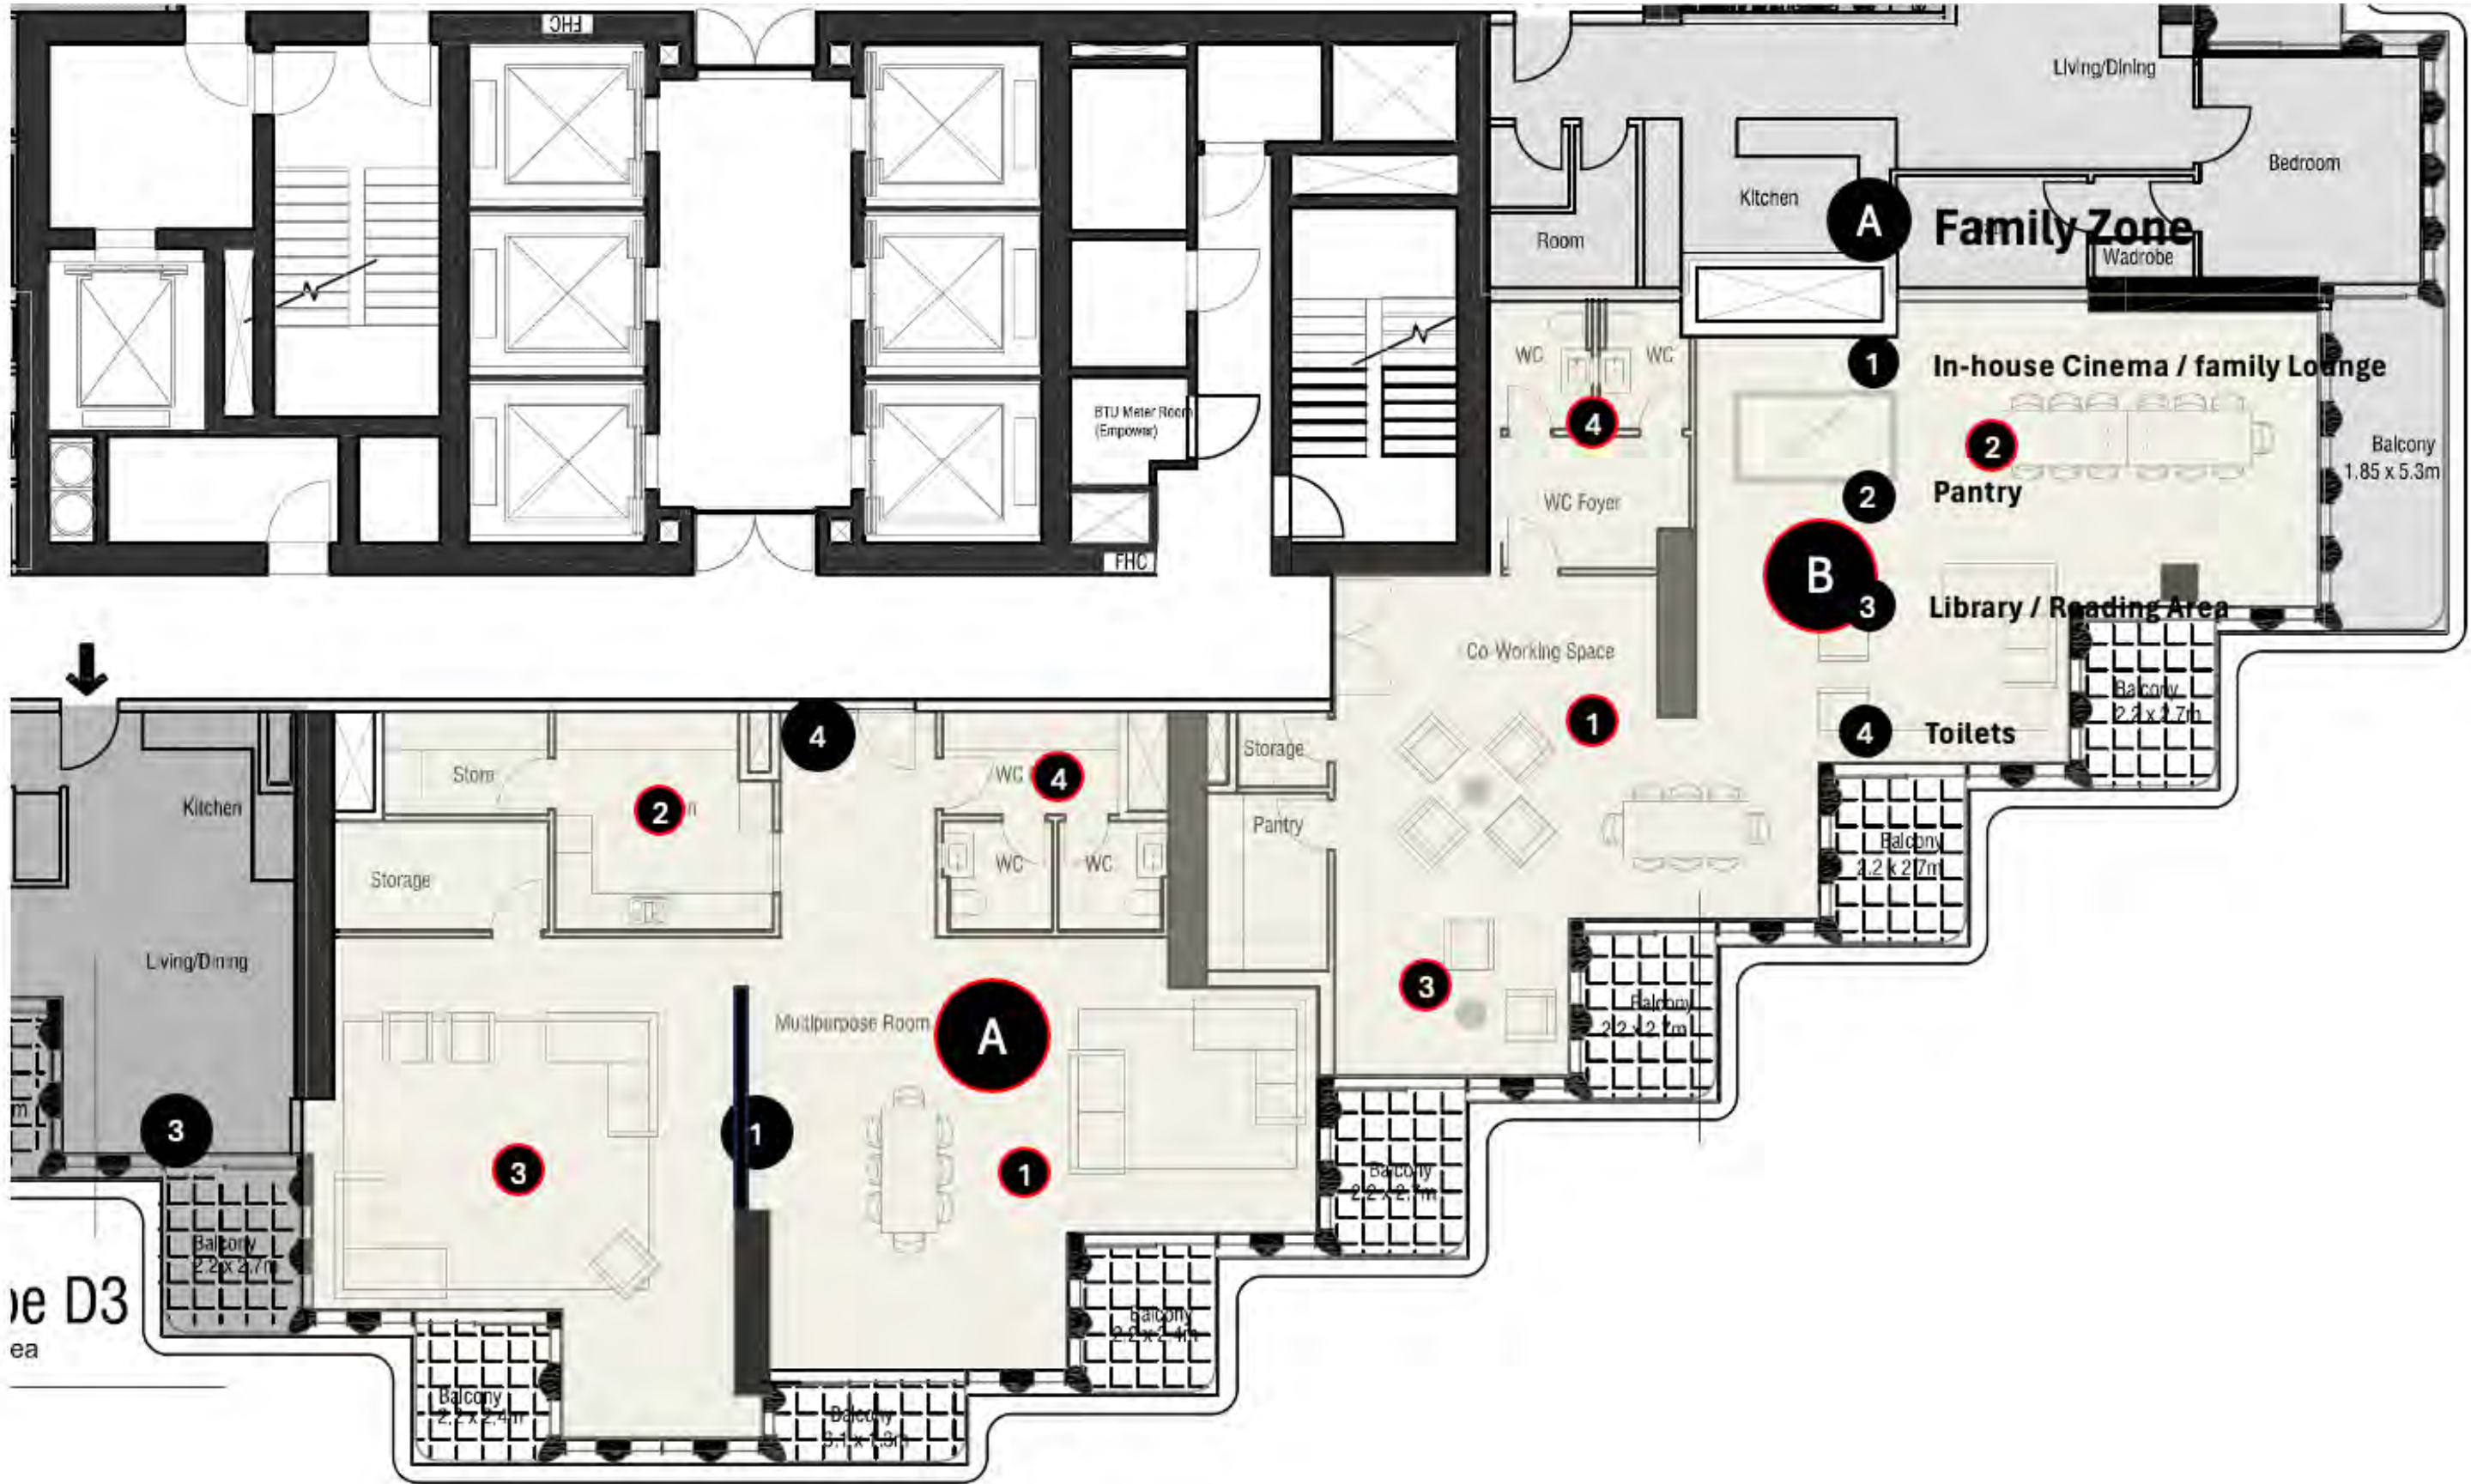 FHC
Living/Dining
Bedroom
Kitchen
A
Family Zone
Room
Wadrobe
WC
WC
1
In-house Cinema / family Lounge
BTU Meter Room
(Empower)
4
2
Balcony
1.85 x 5.3m
2
Pantry
WC Foyer
FHC
B
3
Library / Reading Area
Co-Working Space
Balcony
2.2 x 2.7m
1
4
Toilets
4
Storage
Store
WC
4
Kitchen
2
Pantry
Balcony
2.2 x 2.7m
WC
WC
Storage
Living/Dining
3
Balcony
2.2 x 2.7m
Multipurpose Room
A
m
3
1
3
1
Balcony
2.2 x 2.7m
Balcony
2.2 x 2.7m
pe D3
ea
Balcony
2.2 x 2.4m
Balcony
2.2 x 2.4m
Balcony
3.1 x 1.3m